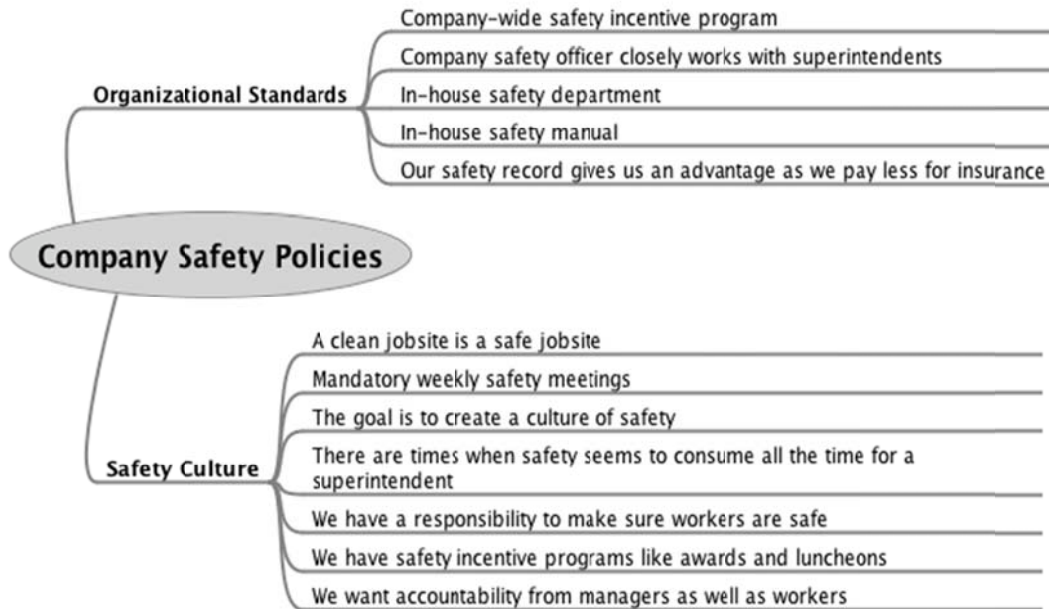 Company-wide safety incentive program
Company safety officer closely works with superintendents
Organizational Standards
In-house safety department
In-house safety manual
Our safety record gives us an advantage as we pay less for insurance
Company Safety Policies
A clean jobsite is a safe jobsite
Mandatory weekly safety meetings
The goal is to create a culture of safety
There are times when safety seems to consume all the time for a
superintendent
Safety Culture
We have a responsibility to make sure workers are safe
We have safety incentive programs like awards and luncheons
We want accountability from managers as well as workers